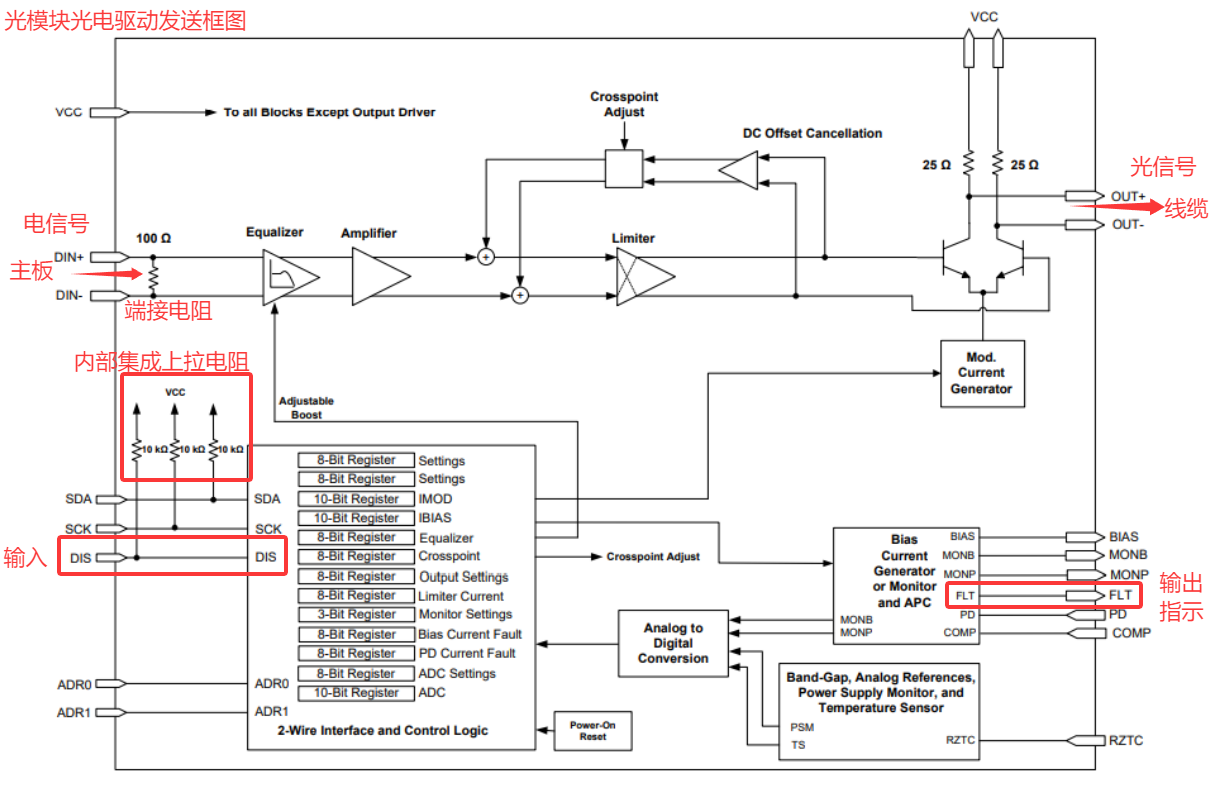 光模块光电驱动发送框图
VCC
VCC
To all Blocks Except Output Driver
Crosspoint
Adjust
DC Offset Cancellation
25 Ω
25 Ω
光信号
OUT+
线缆
OUT-
电信号
100 Ω
Equalizer
Amplifier
Limiter
DIN+
主板
DIN-
端接电阻
+
+
内部集成上拉电阻
VCC
10 kΩ
10 kΩ
10 kΩ
Adjustable
Boost
Mod.
Current
Generator
SDA
SDA
SCK
SCK
输入
DIS
DIS
8-Bit Register Settings
8-Bit Register Settings
10-Bit Register IMOD
10-Bit Register IBIAS
8-Bit Register Equalizer
8-Bit Register Crosspoint
8-Bit Register Output Settings
8-Bit Register Limiter Current
3-Bit Register Monitor Settings
8-Bit Register Bias Current Fault
8-Bit Register PD Current Fault
8-Bit Register ADC Settings
10-Bit Register ADC
Crosspoint Adjust
ADR0
ADR0
ADR1
ADR1
2-Wire Interface and Control Logic
Power-On
Reset
Analog to
Digital
Conversion
Bias
Current
Generator
or Monitor
and APC
MONB
MONP
BIAS
MONB
MONP
FLT
PD
COMP
BIAS
MONB
MONP
FLT
PD
COMP
输出
指示
Band-Gap, Analog References,
Power Supply Monitor, and
Temperature Sensor
PSM
TS
RZTC
RZTC